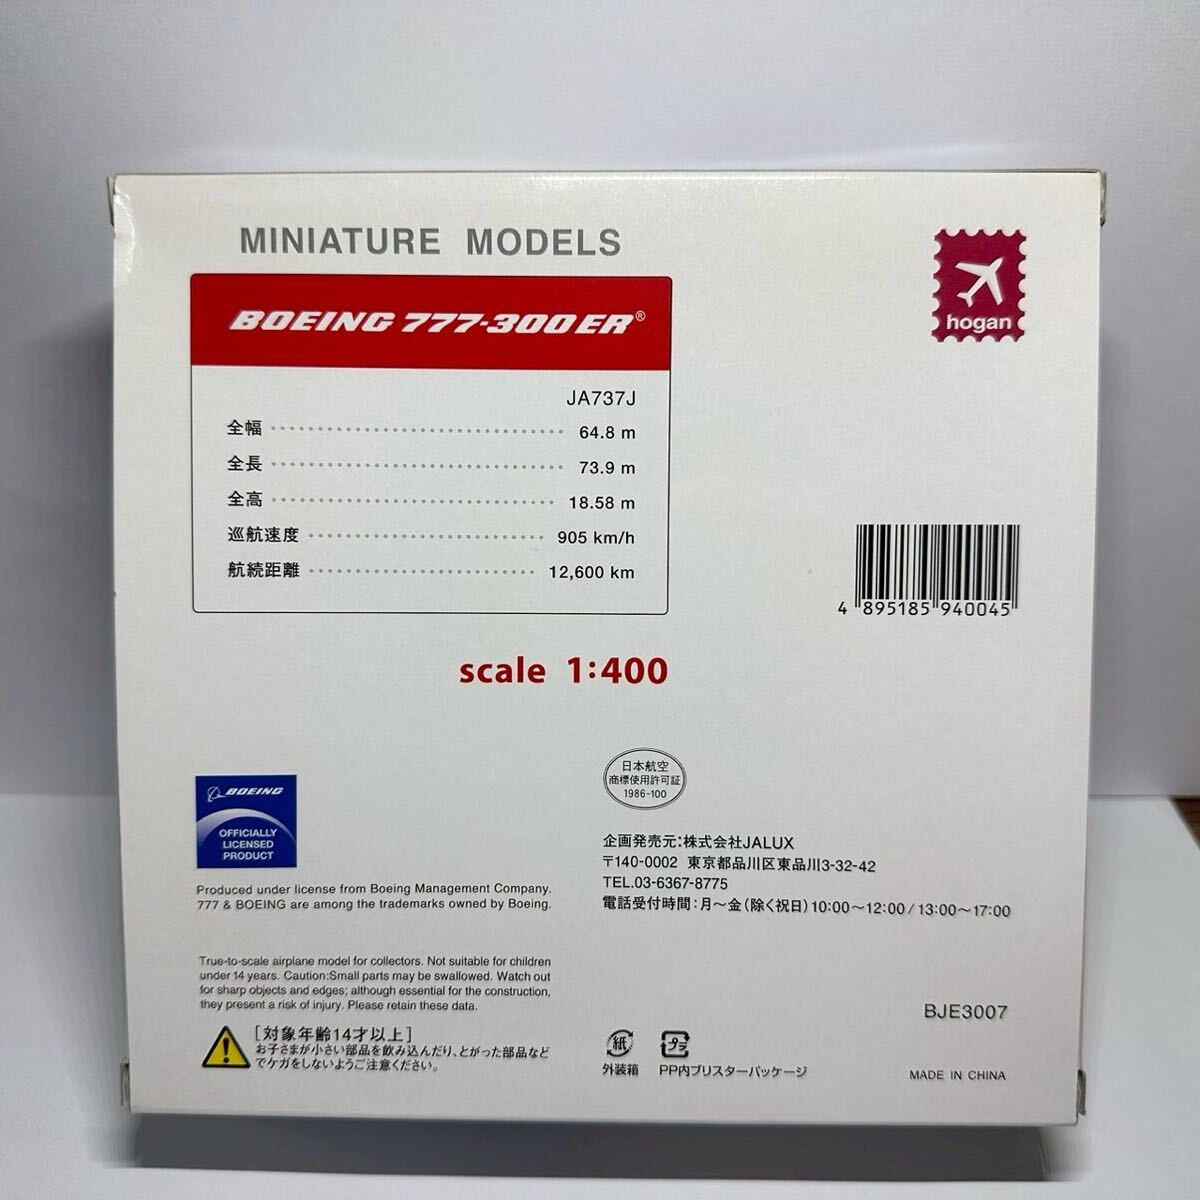 MINIATURE MODELS
hogan
BOEING 777-300ER®
JA737J
全幅 64.8 m
全長 73.9 m
全高 18.58 m
巡航速度 905 km/h
航続距離 12,600 km
4 895185 940045
scale 1:400
日本航空
商標使用許可証
1986-100
BOEING
OFFICIALLY
LICENSED
PRODUCT
Produced under license from Boeing Management Company.
777 & BOEING are among the trademarks owned by Boeing.
企画発売元:株式会社JALUX
〒140-0002 東京都品川区東品川3-32-42
TEL.03-6367-8775
電話受付時間:月～金(除く祝日)10:00～12:00/13:00～17:00
True-to-scale airplane model for collectors. Not suitable for children
under 14 years. Caution:Small parts may be swallowed. Watch out
for sharp objects and edges; although essential for the construction,
they present a risk of injury. Please retain these data.
[対象年齢14才以上]
お子さまが小さい部品を飲み込んだり、とがった部品など
でケガをしないようご注意ください。
紙
外装箱
プラ
PP内ブリスターパッケージ
BJE3007
MADE IN CHINA